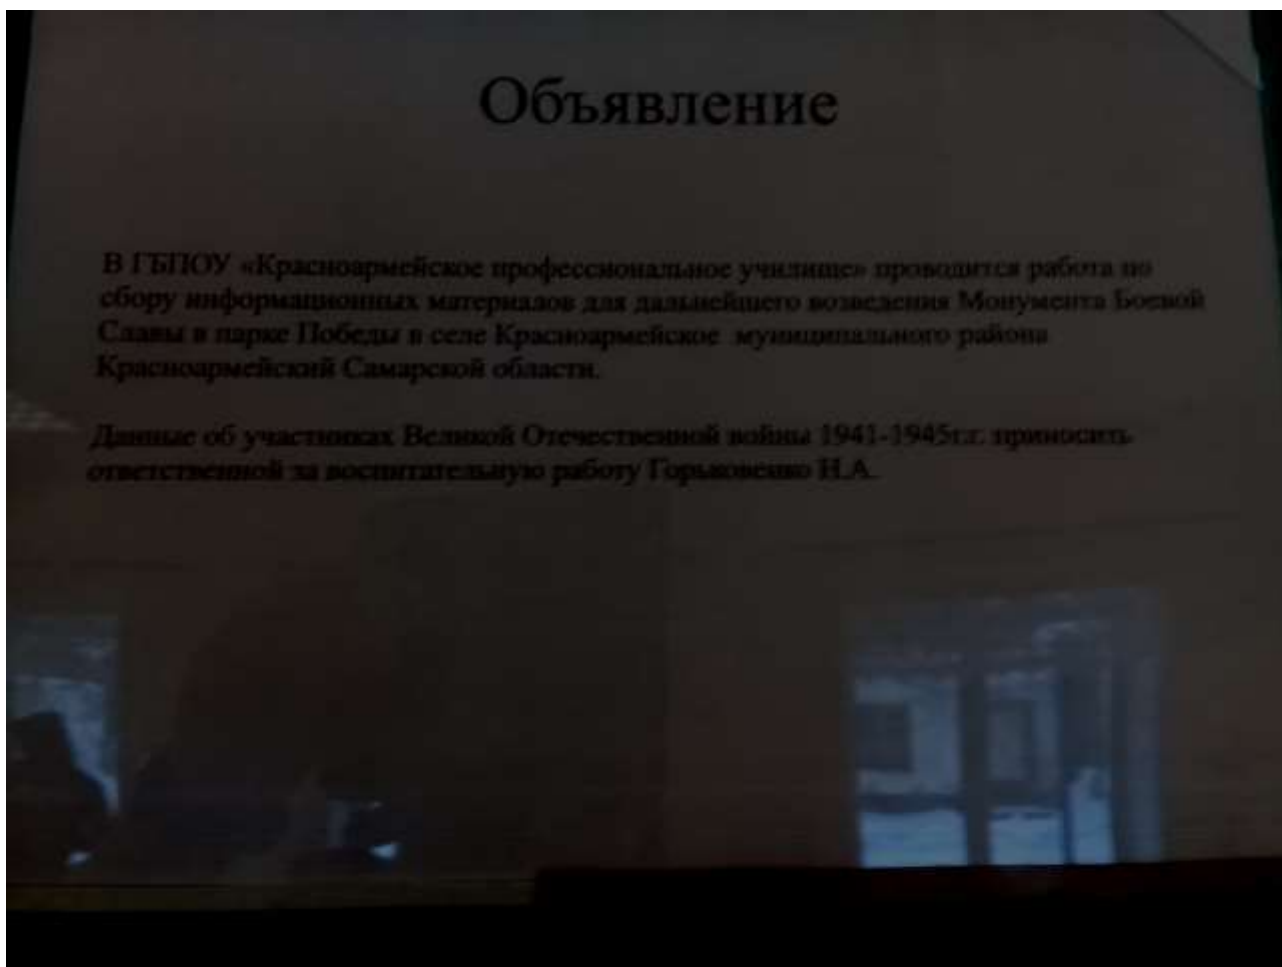 Объявление
В ГБПОУ «Красноармейское профессиональное училище» проводится работа по
сбору информационных материалов для дальнейшего возведения Монумента Боевой
Славы в парке Победы в селе Красноармейское муниципального района
Красноармейский Самарской области.
Данные об участниках Великой Отечественной войны 1941-1945г.г. приносить
ответственной за воспитательную работу Горьковенко Н.А.